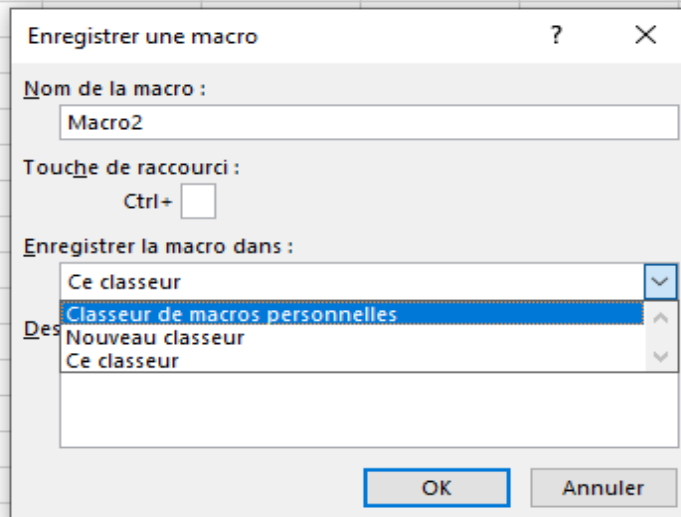 Enregistrer une macro ?
Nom de la macro :
Macro2
Touche de raccourci :
Ctrl+
Enregistrer la macro dans :
Ce classeur
Classeur de macros personnelles
Des
Nouveau classeur
Ce classeur
OK Annuler